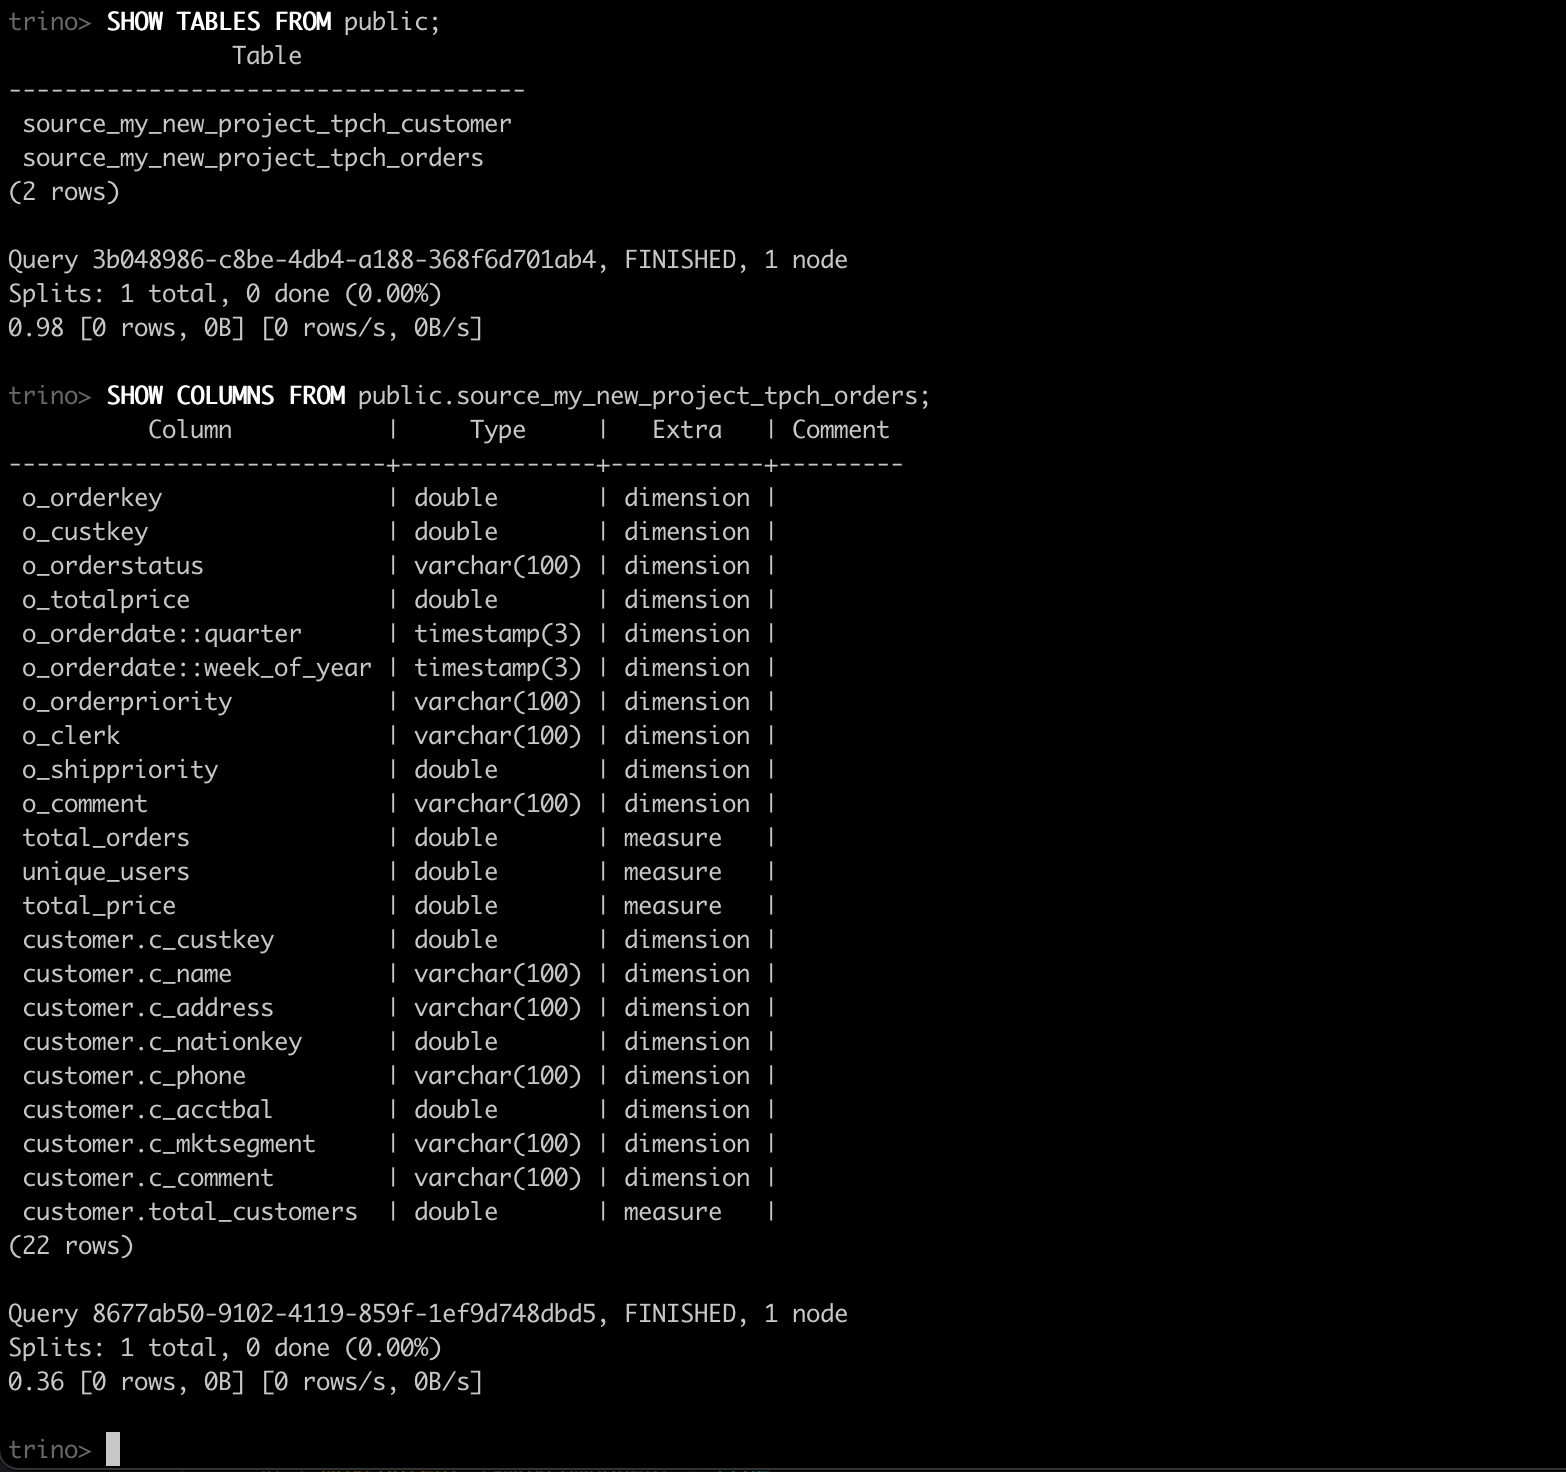 trino> SHOW TABLES FROM public;
                Table
-------------------------------------
 source_my_new_project_tpch_customer
 source_my_new_project_tpch_orders
(2 rows)

Query 3b048986-c8be-4db4-a188-368f6d701ab4, FINISHED, 1 node
Splits: 1 total, 0 done (0.00%)
0.98 [0 rows, 0B] [0 rows/s, 0B/s]

trino> SHOW COLUMNS FROM public.source_my_new_project_tpch_orders;
          Column           |     Type     |   Extra   | Comment
---------------------------+--------------+-----------+---------
 o_orderkey                | double       | dimension |
 o_custkey                 | double       | dimension |
 o_orderstatus             | varchar(100) | dimension |
 o_totalprice              | double       | dimension |
 o_orderdate::quarter      | timestamp(3) | dimension |
 o_orderdate::week_of_year | timestamp(3) | dimension |
 o_orderpriority           | varchar(100) | dimension |
 o_clerk                   | varchar(100) | dimension |
 o_shippriority            | double       | dimension |
 o_comment                 | varchar(100) | dimension |
 total_orders              | double       | measure   |
 unique_users              | double       | measure   |
 total_price               | double       | measure   |
 customer.c_custkey        | double       | dimension |
 customer.c_name           | varchar(100) | dimension |
 customer.c_address        | varchar(100) | dimension |
 customer.c_nationkey      | double       | dimension |
 customer.c_phone          | varchar(100) | dimension |
 customer.c_acctbal        | double       | dimension |
 customer.c_mktsegment     | varchar(100) | dimension |
 customer.c_comment        | varchar(100) | dimension |
 customer.total_customers  | double       | measure   |
(22 rows)

Query 8677ab50-9102-4119-859f-1ef9d748dbd5, FINISHED, 1 node
Splits: 1 total, 0 done (0.00%)
0.36 [0 rows, 0B] [0 rows/s, 0B/s]

trino>